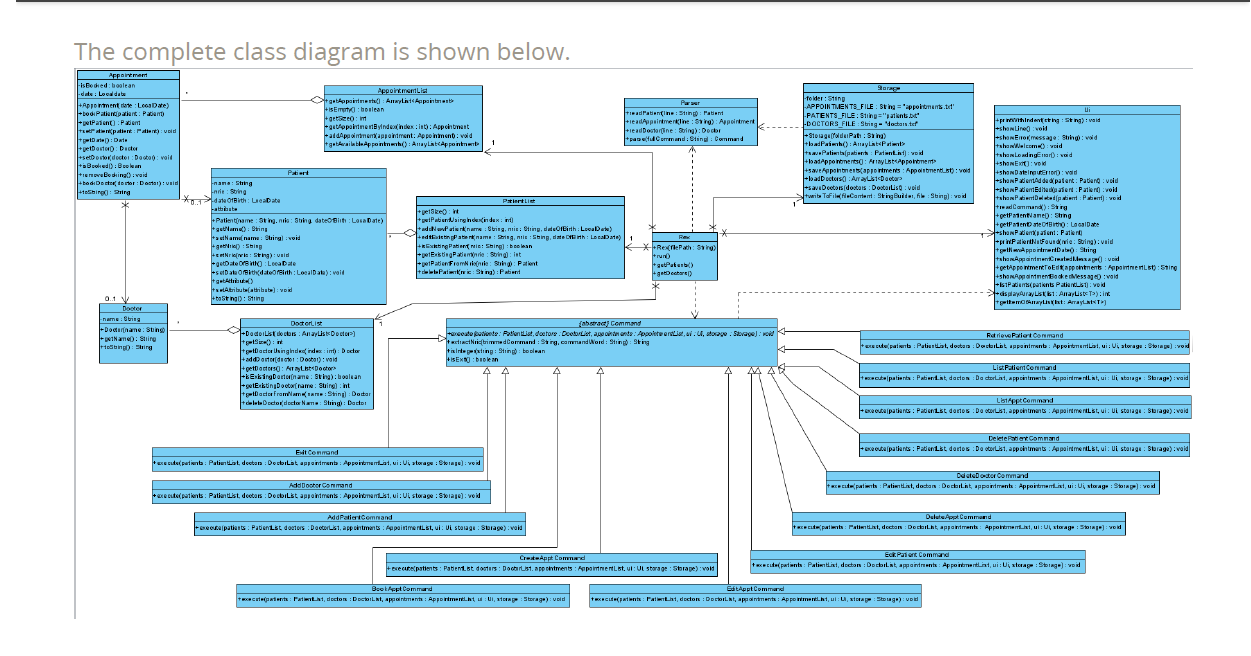 The complete class diagram is shown below.
Appointment
-isBooked : boolean
-date : Localdate
+Appointment(date : LocalDate)
+bookPatient(patient : Patient)
+getPatient() : Patient
+setPatient(patient : Patient) : void
+getDate() : Date
+getDoctor() : Doctor
+setDoctor(doctor : Doctor) : void
+isBooked() : Boolean
+removeBooking() : void
+bookDoctor(doctor : Doctor) : void
+toString() : String
*
AppointmentList
+getAppointments() : ArrayList<Appointment>
+isEmpty() : boolean
+getSize() : int
+getAppointmentByIndex(index : int) : Appointment
+addAppointment(appointment : Appointment) : void
+getAvailableAppointments() : ArrayList<Appointment>
1
Parser
+readPatient(line : String) : Patient
+readAppointment(line : String) : Appointment
+readDoctor(line : String) : Doctor
+parse(fullCommand : String) : Command
Storage
-folder : String
-APPOINTMENTS_FILE : String = "appointments.txt"
-PATIENTS_FILE : String = "patients.txt"
-DOCTORS_FILE : String = "doctors.txt"
+Storage(folderPath : String)
+loadPatients() : ArrayList<Patient>
+savePatients(patients : PatientList) : void
+loadAppointments() : ArrayList<Appointment>
+saveAppointments(appointments : AppointmentList) : void
+loadDoctors() : ArrayList<Doctor>
+saveDoctors(doctors : DoctorList) : void
+writeToFile(fileContent : StringBuilder, file : String) : void
1
Ui
+printWithIndent(string : String) : void
+showLine() : void
+showError(message : String) : void
+showWelcome() : void
+showLoadingError() : void
+showExit() : void
+showDateInputError() : void
+showPatientAdded(patient : Patient) : void
+showPatientEdited(patient : Patient) : void
+showPatientDeleted(patient : Patient) : void
+readCommand() : String
+getPatientName() : String
+getPatientDateOfBirth() : LocalDate
+showPatient(patient : Patient)
+printPatientNotFound(nric : String) : void
+getNewAppointmentDate() : String
+showAppointmentCreatedMessage() : void
+getAppointmentToEdit(appointments : AppointmentList) : String
+showAppointmentBookedMessage() : void
+listPatients(patients PatientList) : void
+displayArrayList(list : ArrayList<T>) : int
+getItemOfArrayList(list : ArrayList<T>)
1
Patient
-name : String
-nric : String
-dateOfBirth : LocalDate
-attribute
+Patient(name : String, nric : String, dateOfBirth : LocalDate)
+getName() : String
+setName(name : String) : void
+getNric() : String
+setNric(nric : String) : void
+getDateOfBirth() : LocalDate
+setDateOfBirth(dateOfBirth : LocalDate) : void
+getAttribute()
+setAttribute(attribute) : void
+toString() : String
0..1
*
PatientList
+getSize() : int
+getPatientUsingIndex(index : int)
+addNewPatient(name : String, nric : String, dateOfBirth : LocalDate)
+editExistingPatient(name : String, nric : String, dateOfBirth : LocalDate)
+isExistingPatient(nric : String) : boolean
+getExistingPatient(nric : String) : int
+getPatientFromNric(nric : String) : Patient
+deletePatient(nric : String) : Patient
1
Rex
+Rex(filePath : String)
+run()
+getPatients()
+getDoctors()
0..1
Doctor
-name : String
+Doctor(name : String)
+getName() : String
+toString() : String
*
DoctorList
+DoctorList(doctors : ArrayList<Doctor>)
+getSize() : int
+getDoctorUsingIndex(index : int) : Doctor
+addDoctor(doctor : Doctor) : void
+getDoctors() : ArrayList<Doctor>
+isExistingDoctor(name : String) : boolean
+getExistingDoctor(name : String) : int
+getDoctorFromName(name : String) : Doctor
+deleteDoctor(doctorName : String) : Doctor
1
{abstract} Command
+execute(patients : PatientList, doctors : DoctorList, appointments : AppointmentList, ui : Ui, storage : Storage) : void
+extractNric(trimmedCommand : String, commandWord : String) : String
+isInteger(string : String) : boolean
+isExit() : boolean
RetrievePatientCommand
+execute(patients : PatientList, doctors : DoctorList, appointments : AppointmentList, ui : Ui, storage : Storage) : void
ListPatientCommand
+execute(patients : PatientList, doctors : DoctorList, appointments : AppointmentList, ui : Ui, storage : Storage) : void
ListApptCommand
+execute(patients : PatientList, doctors : DoctorList, appointments : AppointmentList, ui : Ui, storage : Storage) : void
DeletePatientCommand
+execute(patients : PatientList, doctors : DoctorList, appointments : AppointmentList, ui : Ui, storage : Storage) : void
DeleteDoctorCommand
+execute(patients : PatientList, doctors : DoctorList, appointments : AppointmentList, ui : Ui, storage : Storage) : void
DeleteApptCommand
+execute(patients : PatientList, doctors : DoctorList, appointments : AppointmentList, ui : Ui, storage : Storage) : void
EditPatientCommand
+execute(patients : PatientList, doctors : DoctorList, appointments : AppointmentList, ui : Ui, storage : Storage) : void
ExitCommand
+execute(patients : PatientList, doctors : DoctorList, appointments : AppointmentList, ui : Ui, storage : Storage) : void
AddDoctorCommand
+execute(patients : PatientList, doctors : DoctorList, appointments : AppointmentList, ui : Ui, storage : Storage) : void
AddPatientCommand
+execute(patients : PatientList, doctors : DoctorList, appointments : AppointmentList, ui : Ui, storage : Storage) : void
CreateApptCommand
+execute(patients : PatientList, doctors : DoctorList, appointments : AppointmentList, ui : Ui, storage : Storage) : void
BookApptCommand
+execute(patients : PatientList, doctors : DoctorList, appointments : AppointmentList, ui : Ui, storage : Storage) : void
EditApptCommand
+execute(patients : PatientList, doctors : DoctorList, appointments : AppointmentList, ui : Ui, storage : Storage) : void